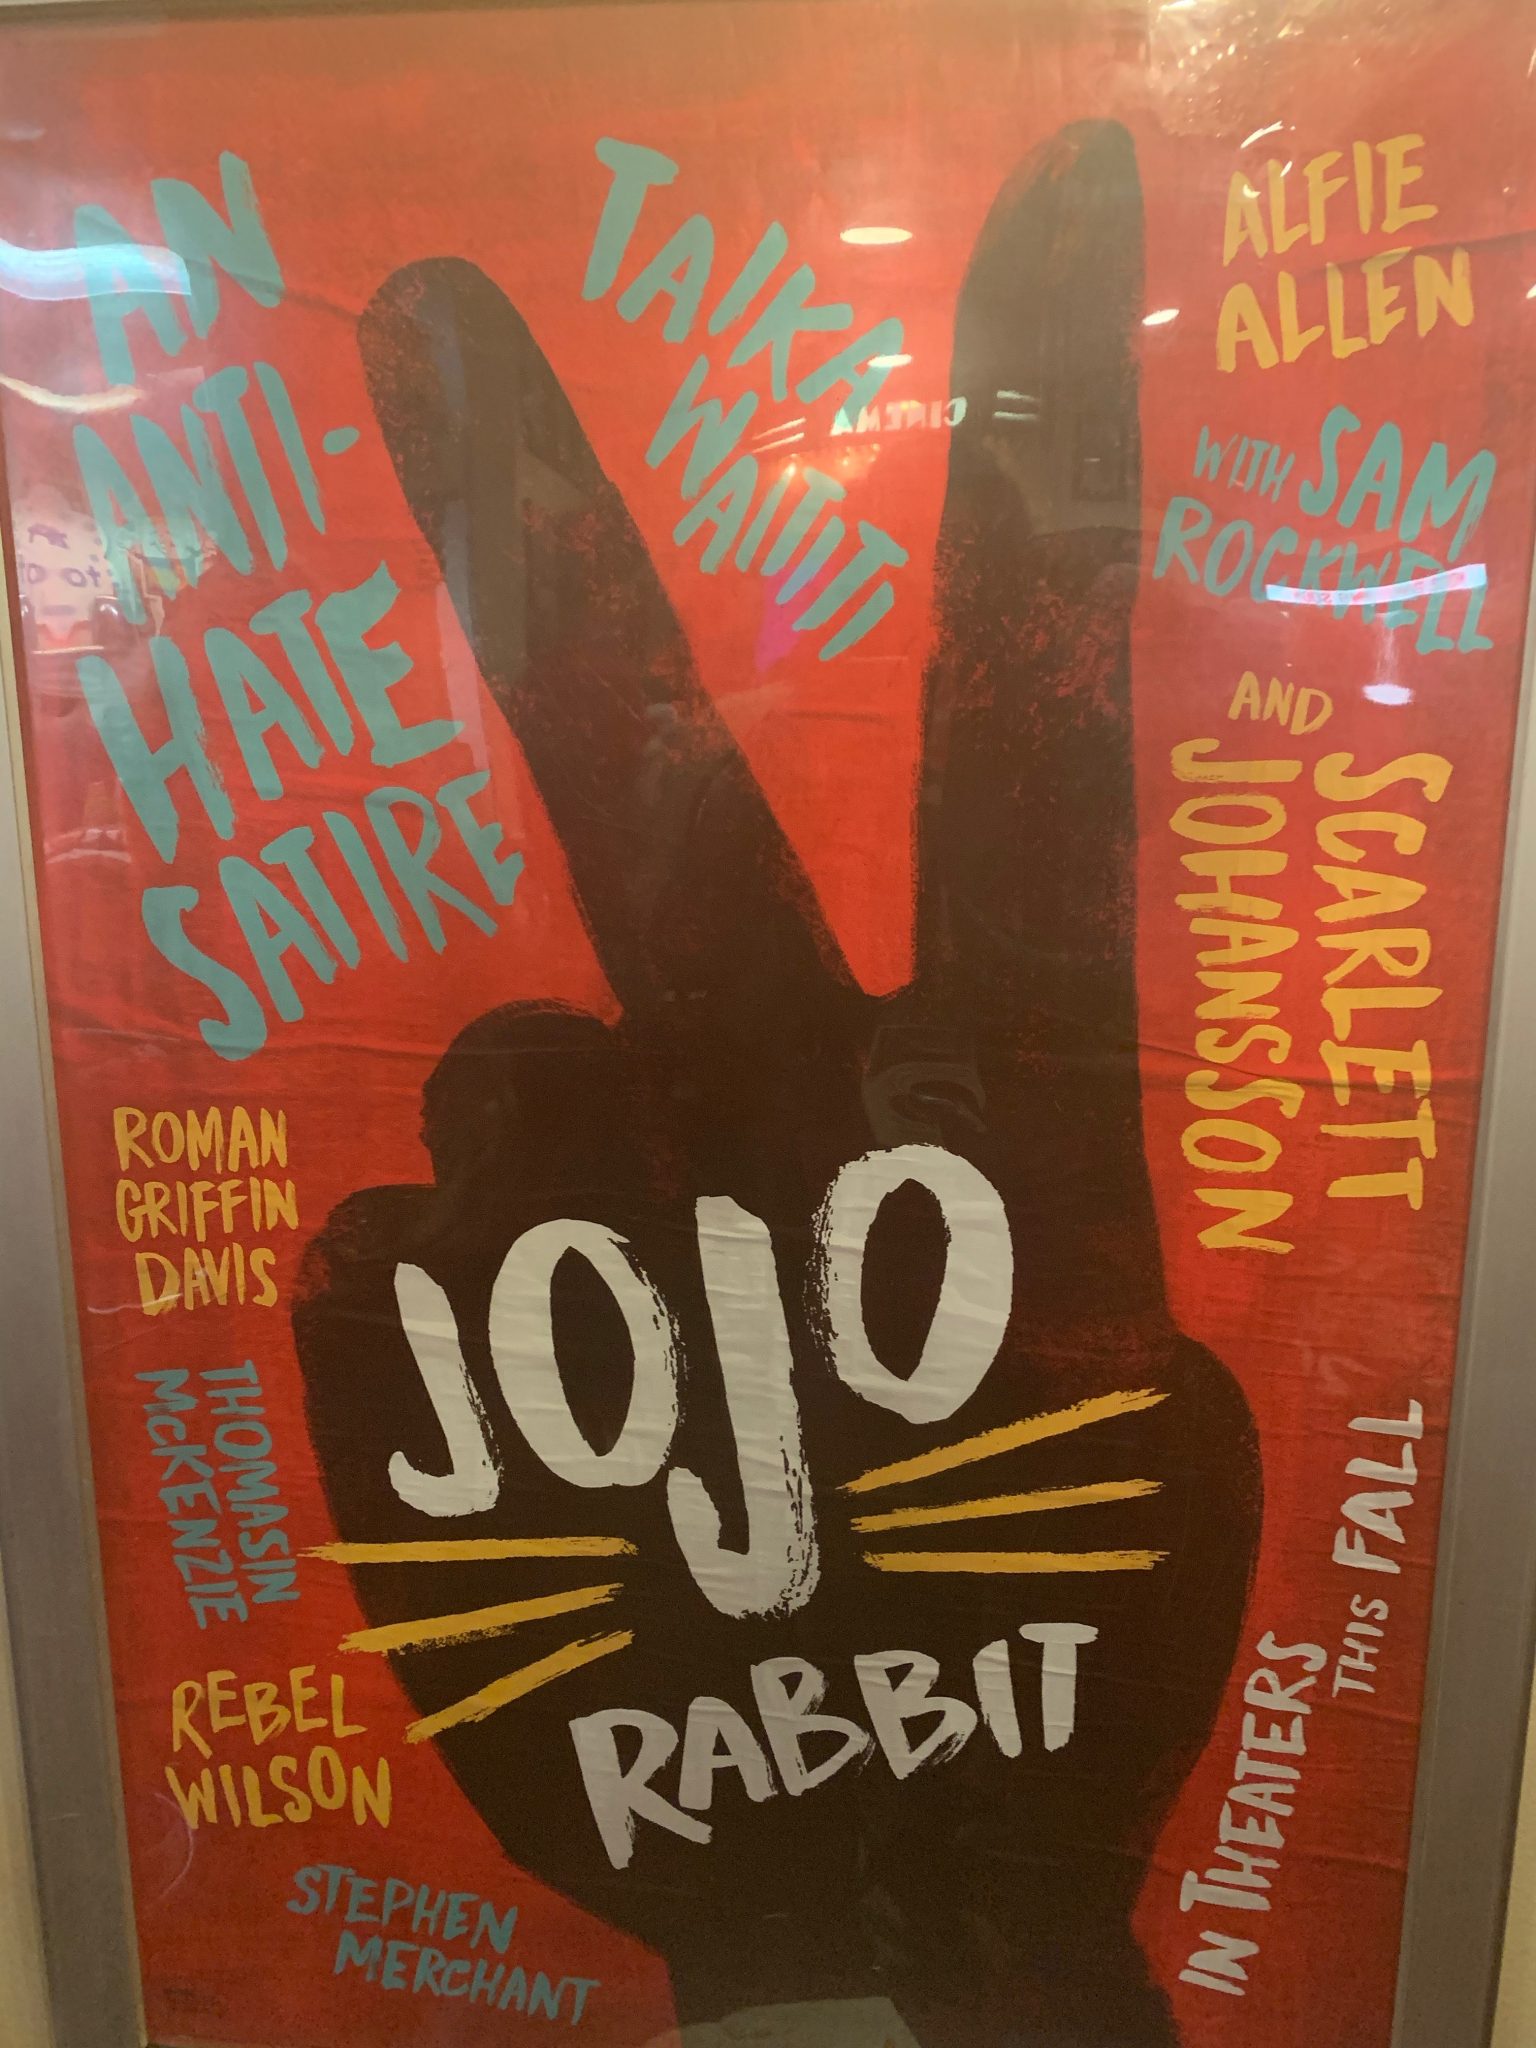 AN
ANTI-
HATE
SATIRE
TAIKA
WAITITI
CINEMA
ALFIE
ALLEN
WITH SAM
ROCKWELL
AND
SCARLETT
JOHANSSON
ROMAN
GRIFFIN
DAVIS
THOMASIN
McKENZIE
REBEL
WILSON
STEPHEN
MERCHANT
JOJO
RABBIT
IN THEATERS
THIS FALL